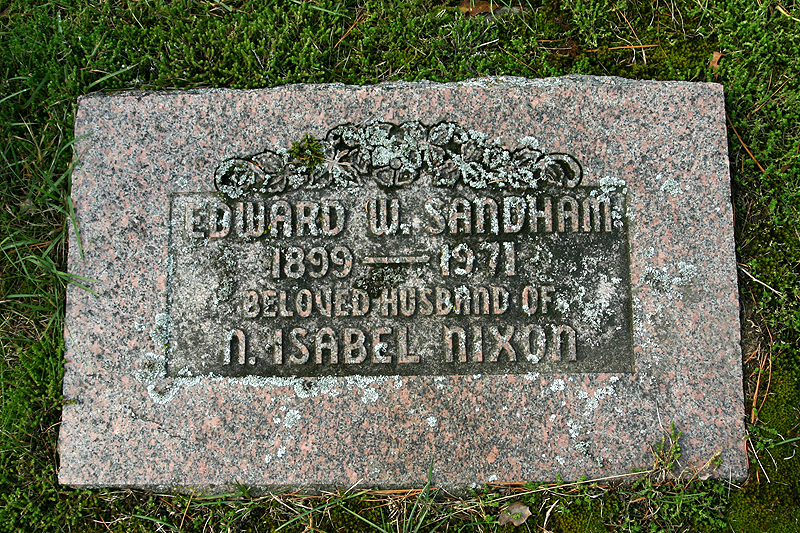 EDWARD W. SANDHAM
1899 — 1971
BELOVED HUSBAND OF
N. ISABEL NIXON